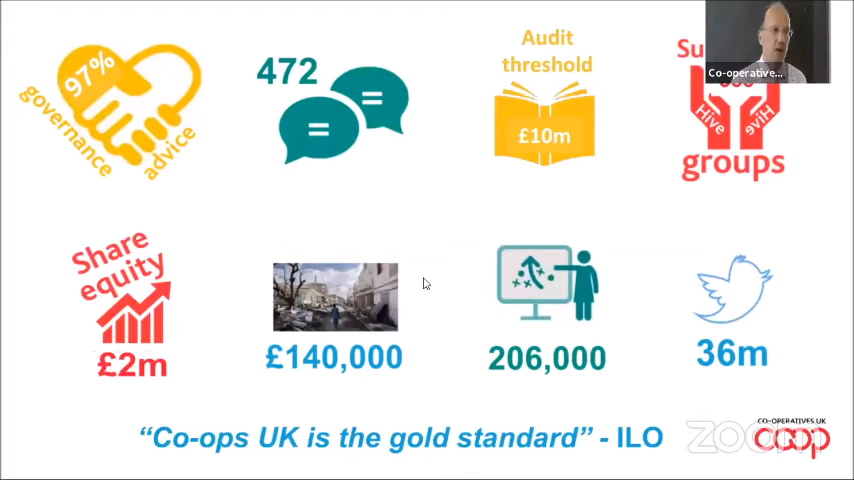 97%
governance
advice
472
=
=
Audit
threshold
£10m
Co-operative...
Hive
Hive
groups
Share
equity
£2m
£140,000
206,000
36m
“Co-ops UK is the gold standard” - ILO
zoom
CO-OPERATIVES UK
coop